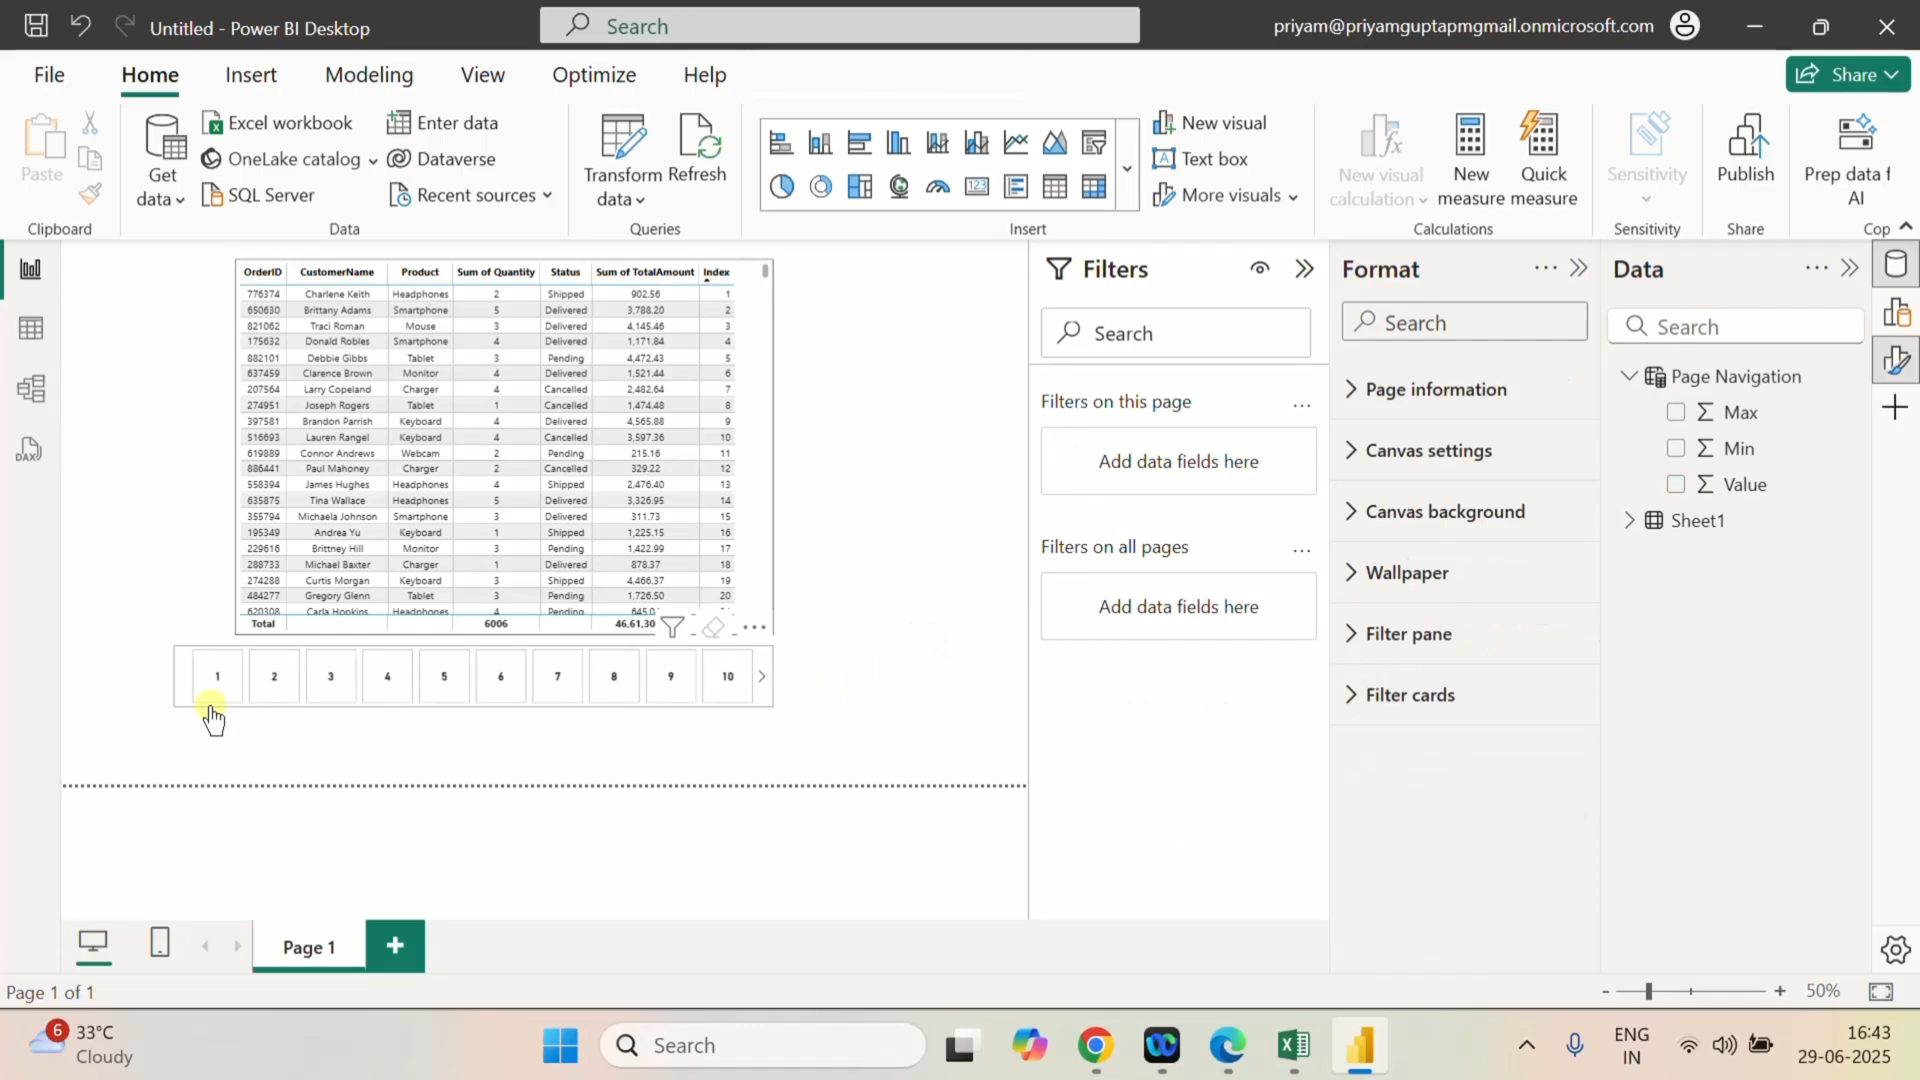 Untitled - Power BI Desktop
Search
priyam@priyamguptapmgmail.onmicrosoft.com
File Home Insert Modeling View Optimize Help
Share
Paste
Clipboard
Get data
Excel workbook
OneLake catalog
SQL Server
Enter data
Dataverse
Recent sources
Data
Transform data
Refresh
Queries
New visual
Text box
More visuals
Insert
New visual calculation
New measure
Quick measure
Calculations
Sensitivity
Sensitivity
Publish
Share
Prep data f
AI
Cop
OrderID CustomerName Product Sum of Quantity Status Sum of TotalAmount Index
776374 Charlene Keith Headphones 2 Shipped 902.56 1
650630 Brittany Adams Smartphone 5 Delivered 3,788.20 2
821062 Traci Roman Mouse 3 Delivered 4,145.46 3
175632 Donald Robles Smartphone 4 Delivered 1,171.84 4
882101 Debbie Gibbs Tablet 3 Pending 4,472.43 5
637459 Clarence Brown Monitor 4 Delivered 1,521.44 6
207564 Larry Copeland Charger 4 Cancelled 2,482.64 7
274951 Joseph Rogers Tablet 1 Cancelled 1,474.48 8
397581 Brandon Parrish Keyboard 4 Delivered 4,565.88 9
516693 Lauren Rangel Keyboard 4 Cancelled 3,597.36 10
619889 Connor Andrews Webcam 2 Pending 215.16 11
886441 Paul Mahoney Charger 2 Cancelled 329.22 12
558394 James Hughes Headphones 4 Shipped 2,476.40 13
635875 Tina Wallace Headphones 5 Delivered 3,326.95 14
355794 Michaela Johnson Smartphone 3 Delivered 311.73 15
195349 Andrea Yu Keyboard 1 Shipped 1,225.15 16
229616 Brittney Hill Monitor 3 Pending 1,422.99 17
288733 Michael Baxter Charger 1 Delivered 878.37 18
274288 Curtis Morgan Keyboard 3 Shipped 4,466.37 19
484277 Gregory Glenn Tablet 3 Pending 1,726.50 20
620308 Carla Hopkins Headphones 4 Pending
Total 6006 46,61,30
1 2 3 4 5 6 7 8 9 10
Filters
Search
Filters on this page
Add data fields here
Filters on all pages
Add data fields here
Format
Search
Page information
Canvas settings
Canvas background
Wallpaper
Filter pane
Filter cards
Data
Search
Page Navigation
Max
Min
Value
Sheet1
DAX
Page 1
Page 1 of 1
50%
6
33°C
Cloudy
Search
ENG
IN
16:43
29-06-2025